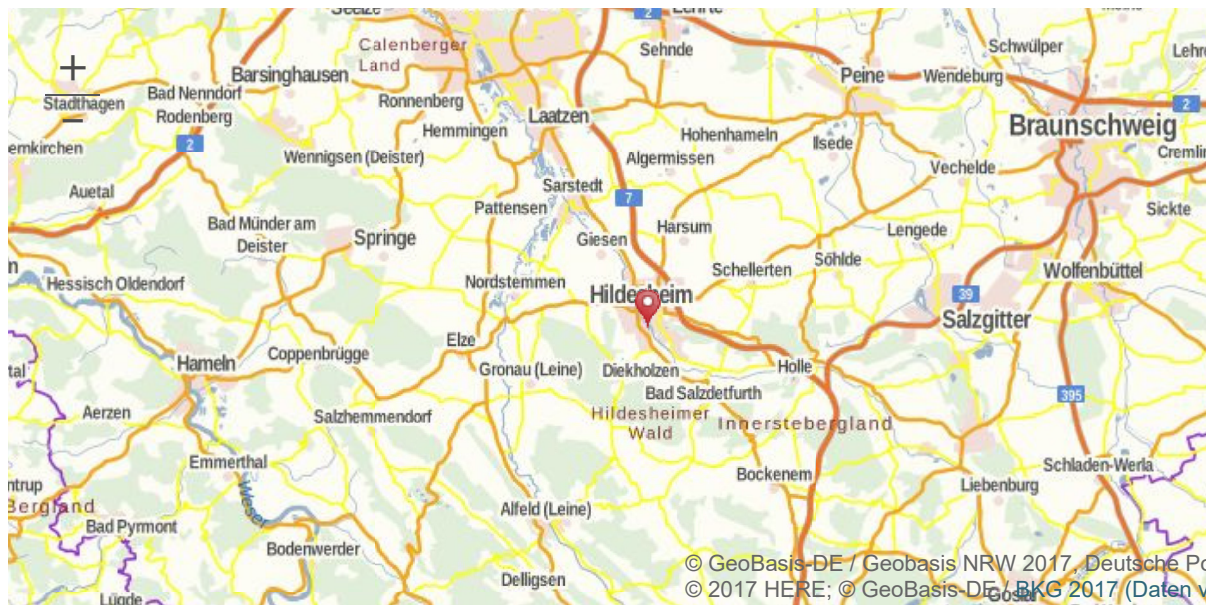 Seelze
Lehrte
2
Schwülper
Calenberger
Land
Sehnde
Barsinghausen
Peine
Wendeburg
+
−
Stadthagen
Bad Nenndorf
Rodenberg
Ronnenberg
Laatzen
2
Braunschweig
Hemmingen
Hohenhameln
Ilsede
2
Wennigsen (Deister)
Algermissen
Vechelde
Auetal
Sarstedt
7
Pattensen
Sickte
Bad Münder am
Deister
Springe
Giesen
Harsum
Lengede
Hessisch Oldendorf
Nordstemmen
Schellerten
Söhlde
Wolfenbüttel
Hildesheim
39
Salzgitter
Elze
Hameln
Coppenbrügge
Gronau (Leine)
Diekholzen
Holle
Bad Salzdetfurth
395
Aerzen
Salzhemmendorf
Hildesheimer
Wald
Innerstebergland
Emmerthal
Bockenem
Schladen-Werla
Liebenburg
Weser
Bergland
Bad Pyrmont
Alfeld (Leine)
Bodenwerder
Delligsen
Lügde
© GeoBasis-DE / Geobasis NRW 2017, Deutsche Po
© 2017 HERE; © GeoBasis-DE / BKG 2017 (Daten v